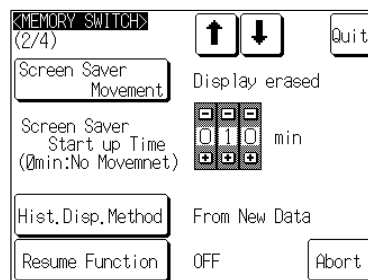 <MEMORY SWITCH>
(2/4)
↑ ↓ Quit
Screen Saver
Movement
Display erased
Screen Saver
Start up Time
(0min:No Movemnet)
010 min
Hist.Disp.Method
From New Data
Resume Function
OFF
Abort